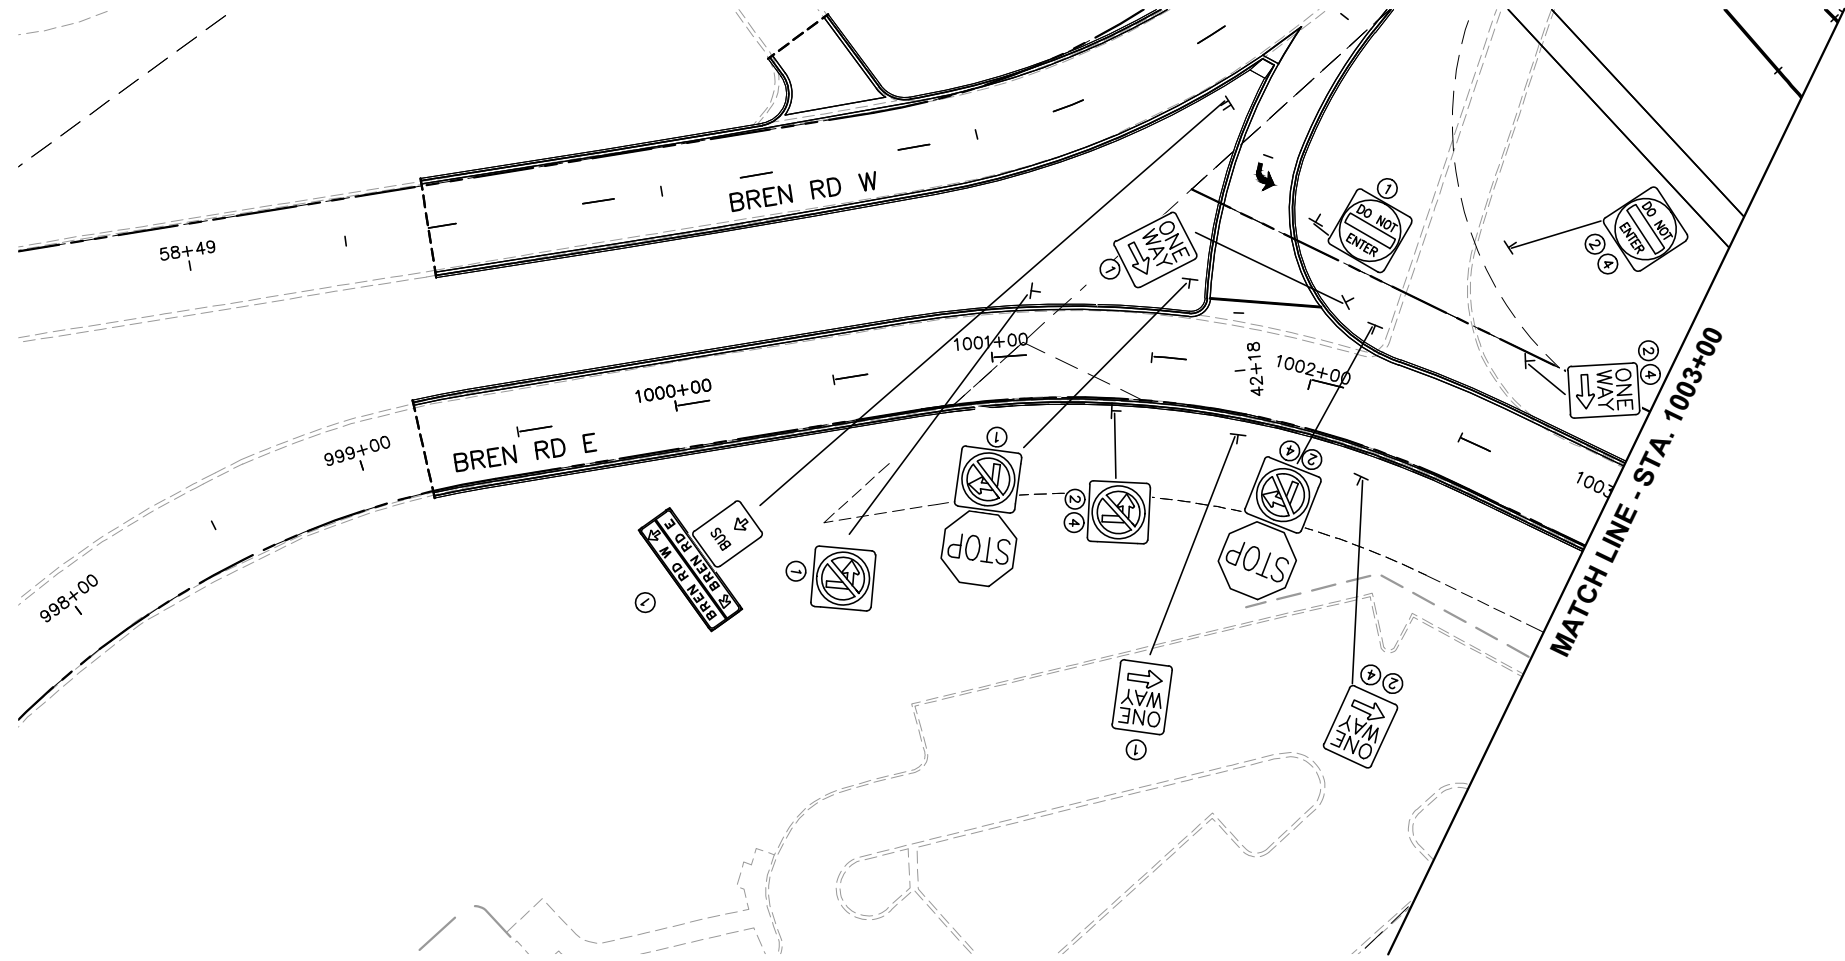 BREN RD W
58+49
1
DO NOT
ENTER
DO NOT
ENTER
2
4
ONE
WAY
1
1001+00
1000+00
42+18
1002+00
2
4
ONE
WAY
MATCH LINE - STA. 1003+00
BREN RD E
999+00
998+00
1003
1
STOP
2
4
4
2
STOP
BUS
BREN RD W
BREN RD E
1
1
ONE
WAY
1
4
2
ONE
WAY